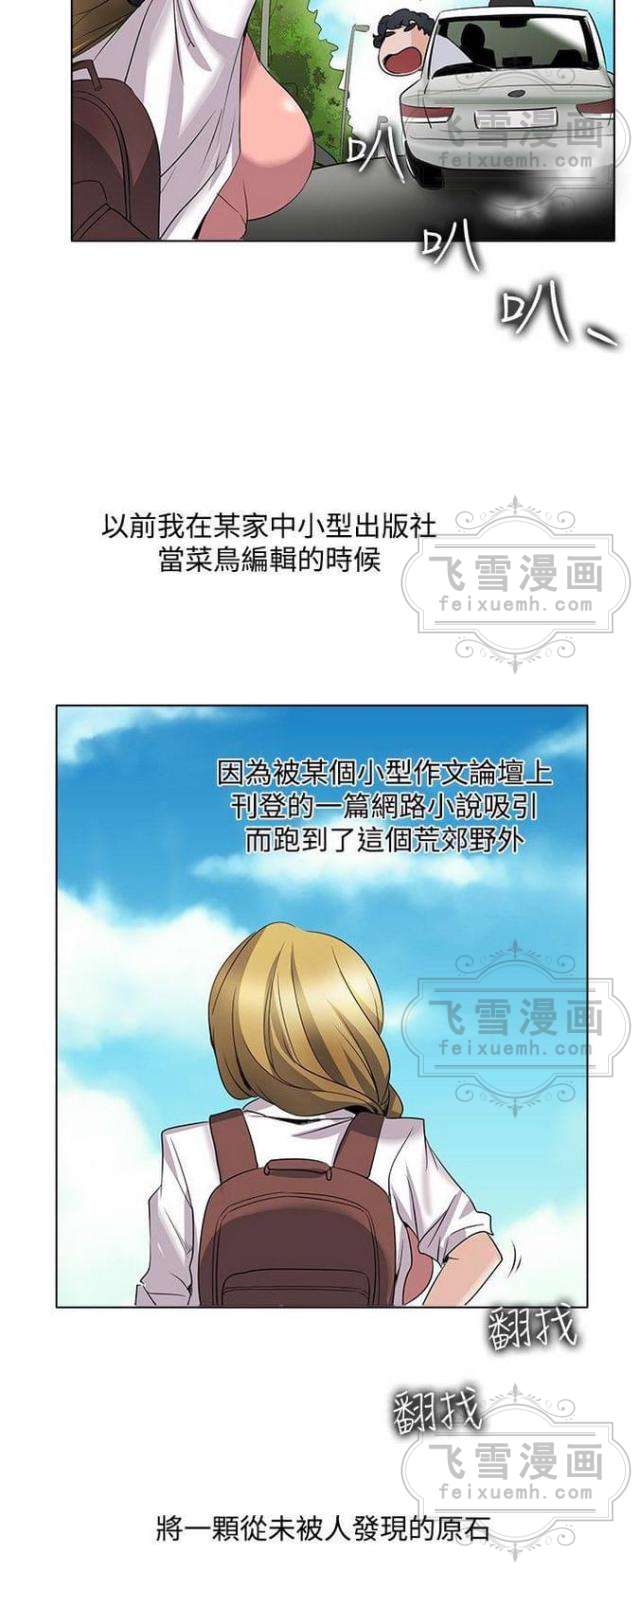 飞雪漫画
feixuemh.com
叭
叭
叭
以前我在某家中小型出版社
當菜鳥編輯的時候
飞雪漫画
feixuemh.com
因為被某個小型作文論壇上
刊登的一篇網路小說吸引
而跑到了這個荒郊野外
飞雪漫画
feixuemh.com
翻找
翻找
飞雪漫画
feixuemh.com
將一顆從未被人發現的原石